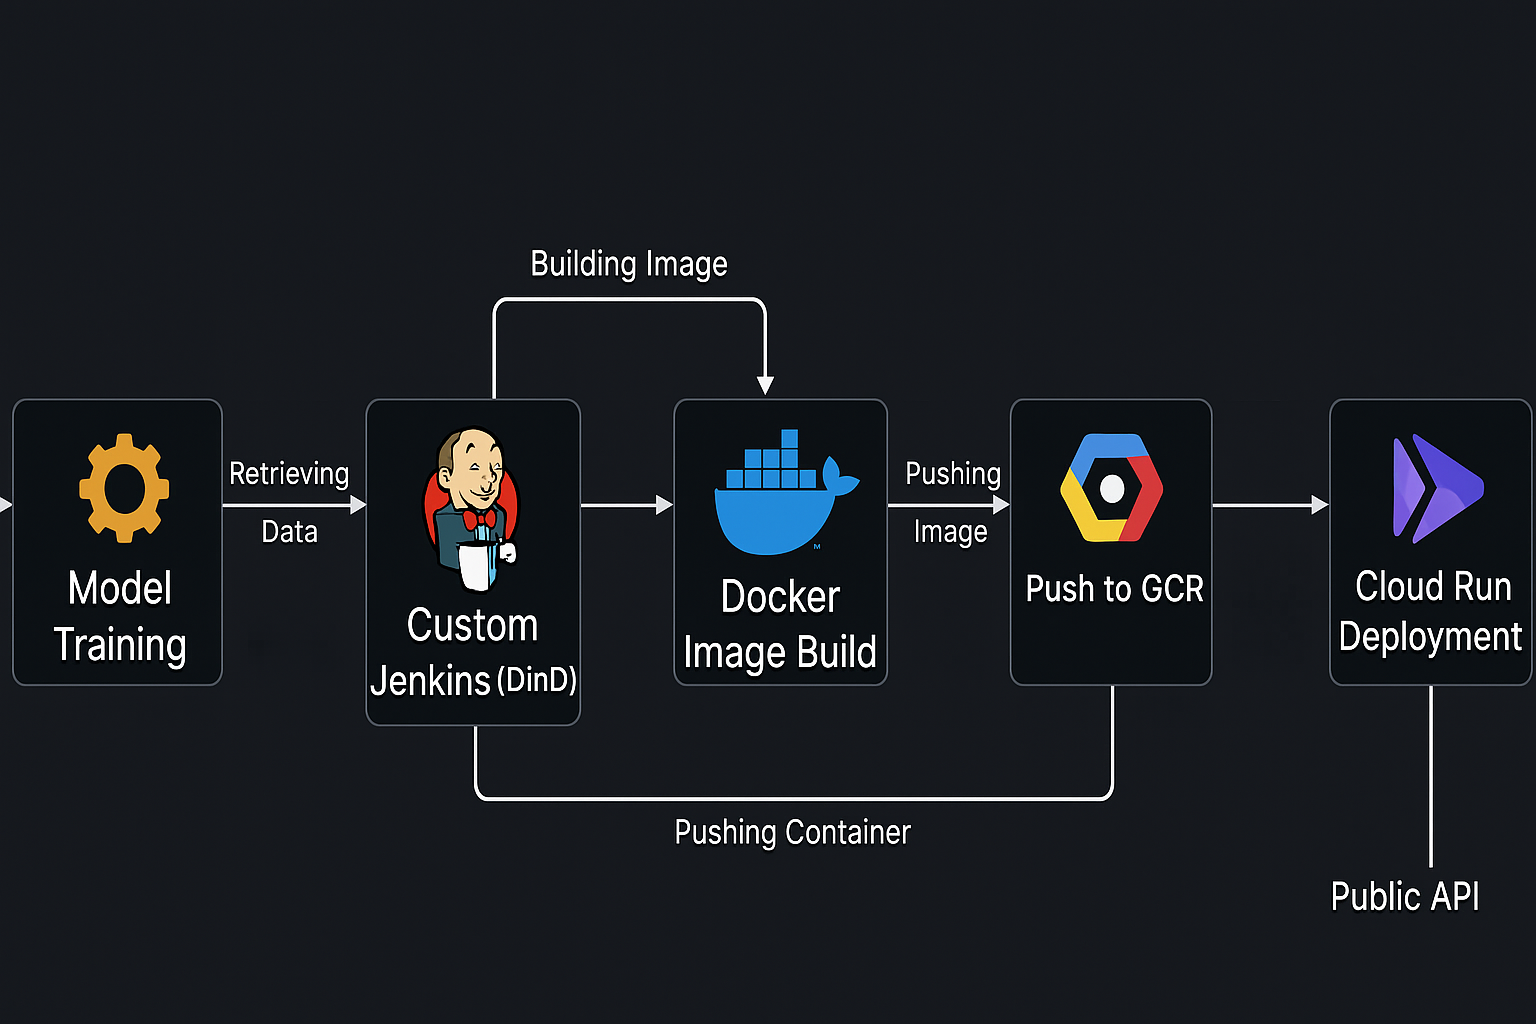 Building Image
Model
Training
Retrieving
Data
Custom
Jenkins (DinD)
Docker
Image Build
Pushing
Image
Push to GCR
Cloud Run
Deployment
Pushing Container
Public API